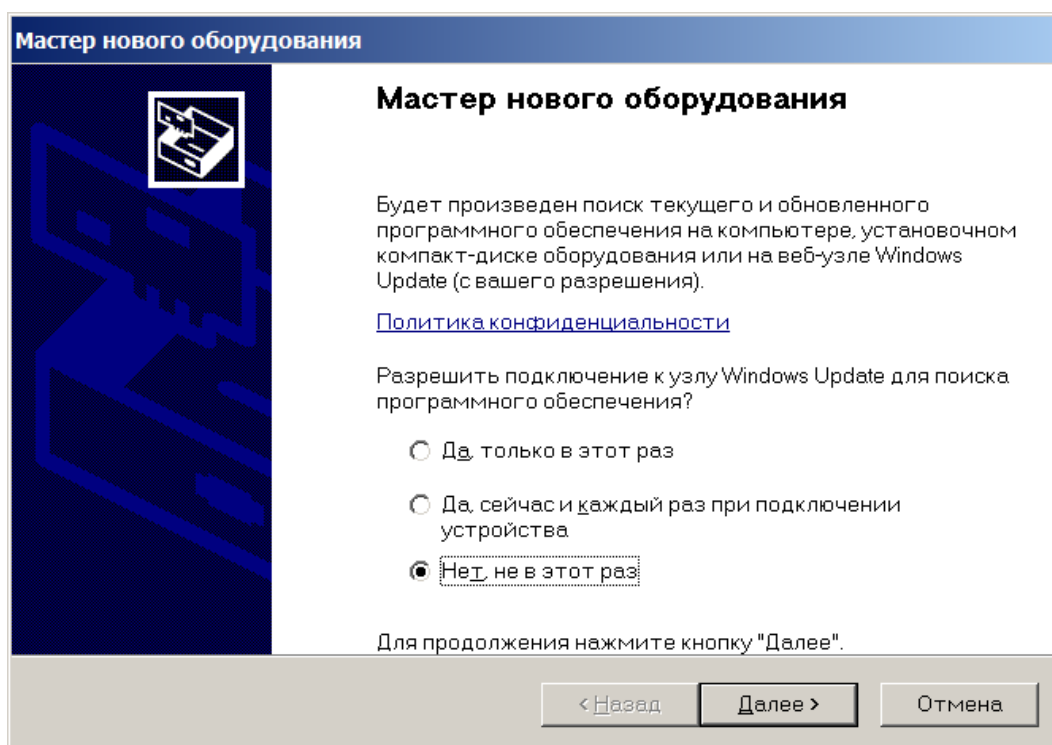 Мастер нового оборудования
Мастер нового оборудования
Будет произведен поиск текущего и обновленного
программного обеспечения на компьютере, установочном
компакт-диске оборудования или на веб-узле Windows
Update (с вашего разрешения).
Политика конфиденциальности
Разрешить подключение к узлу Windows Update для поиска
программного обеспечения?
Да, только в этот раз
Да, сейчас и каждый раз при подключении
устройства
Нет, не в этот раз
Для продолжения нажмите кнопку "Далее".
< Назад
Далее >
Отмена